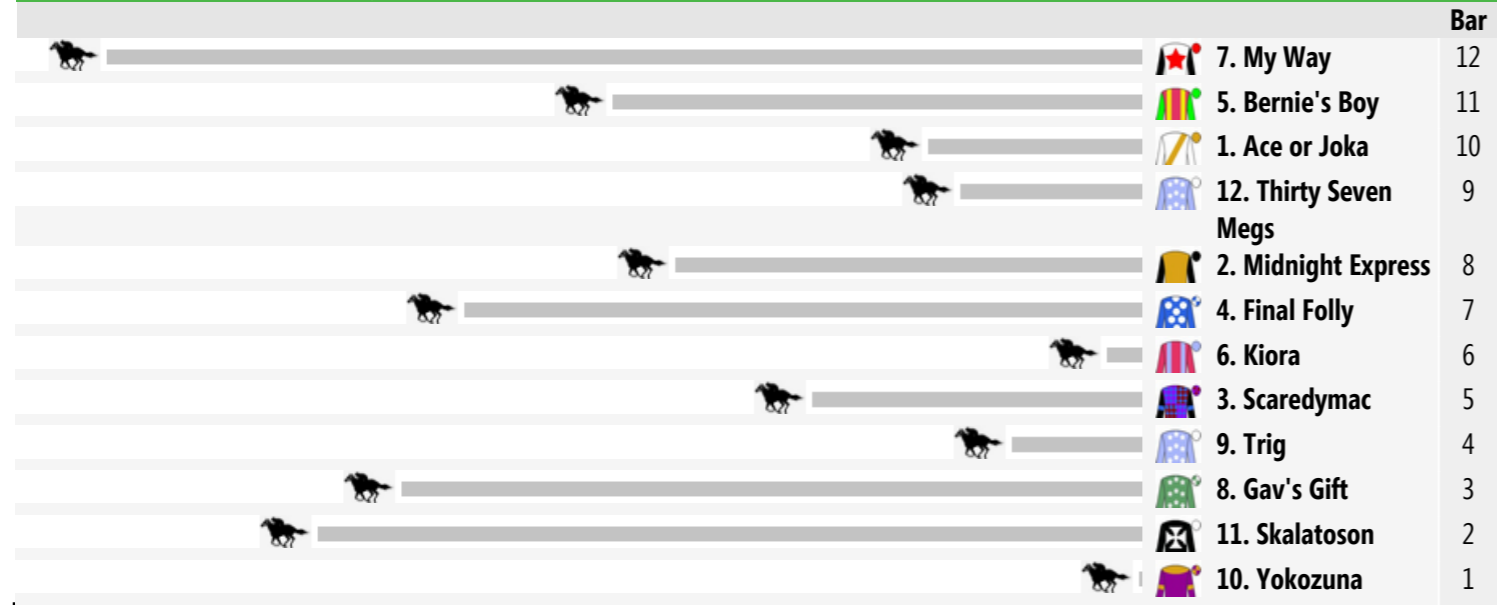 Bar
7. My Way 12
5. Bernie's Boy 11
1. Ace or Joka 10
12. Thirty Seven 9
Megs
2. Midnight Express 8
4. Final Folly 7
6. Kiora 6
3. Scaredymac 5
9. Trig 4
8. Gav's Gift 3
11. Skalatoson 2
10. Yokozuna 1